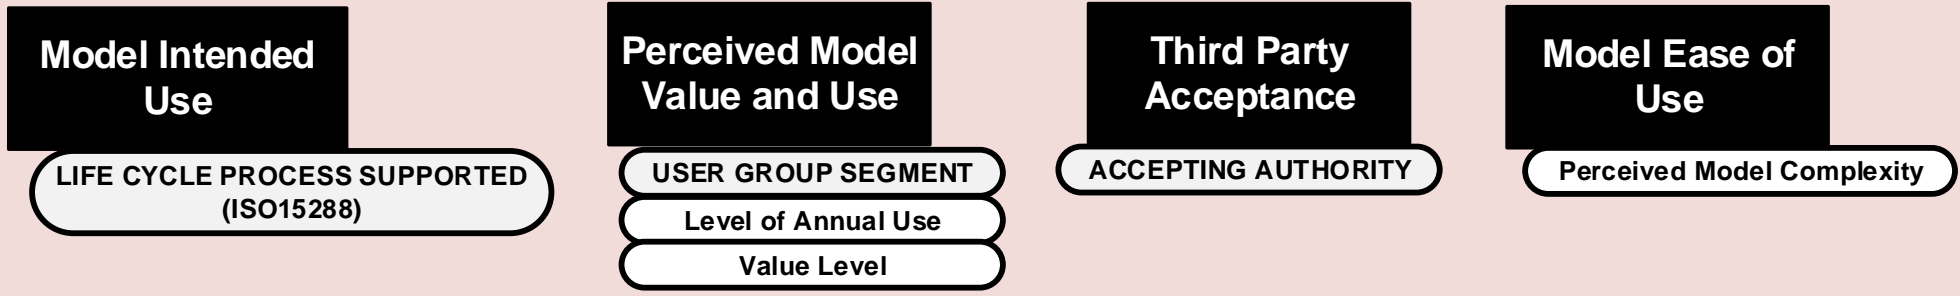 Model Intended
Use
LIFE CYCLE PROCESS SUPPORTED
(ISO15288)
Perceived Model
Value and Use
USER GROUP SEGMENT
Level of Annual Use
Value Level
Third Party
Acceptance
ACCEPTING AUTHORITY
Model Ease of
Use
Perceived Model Complexity